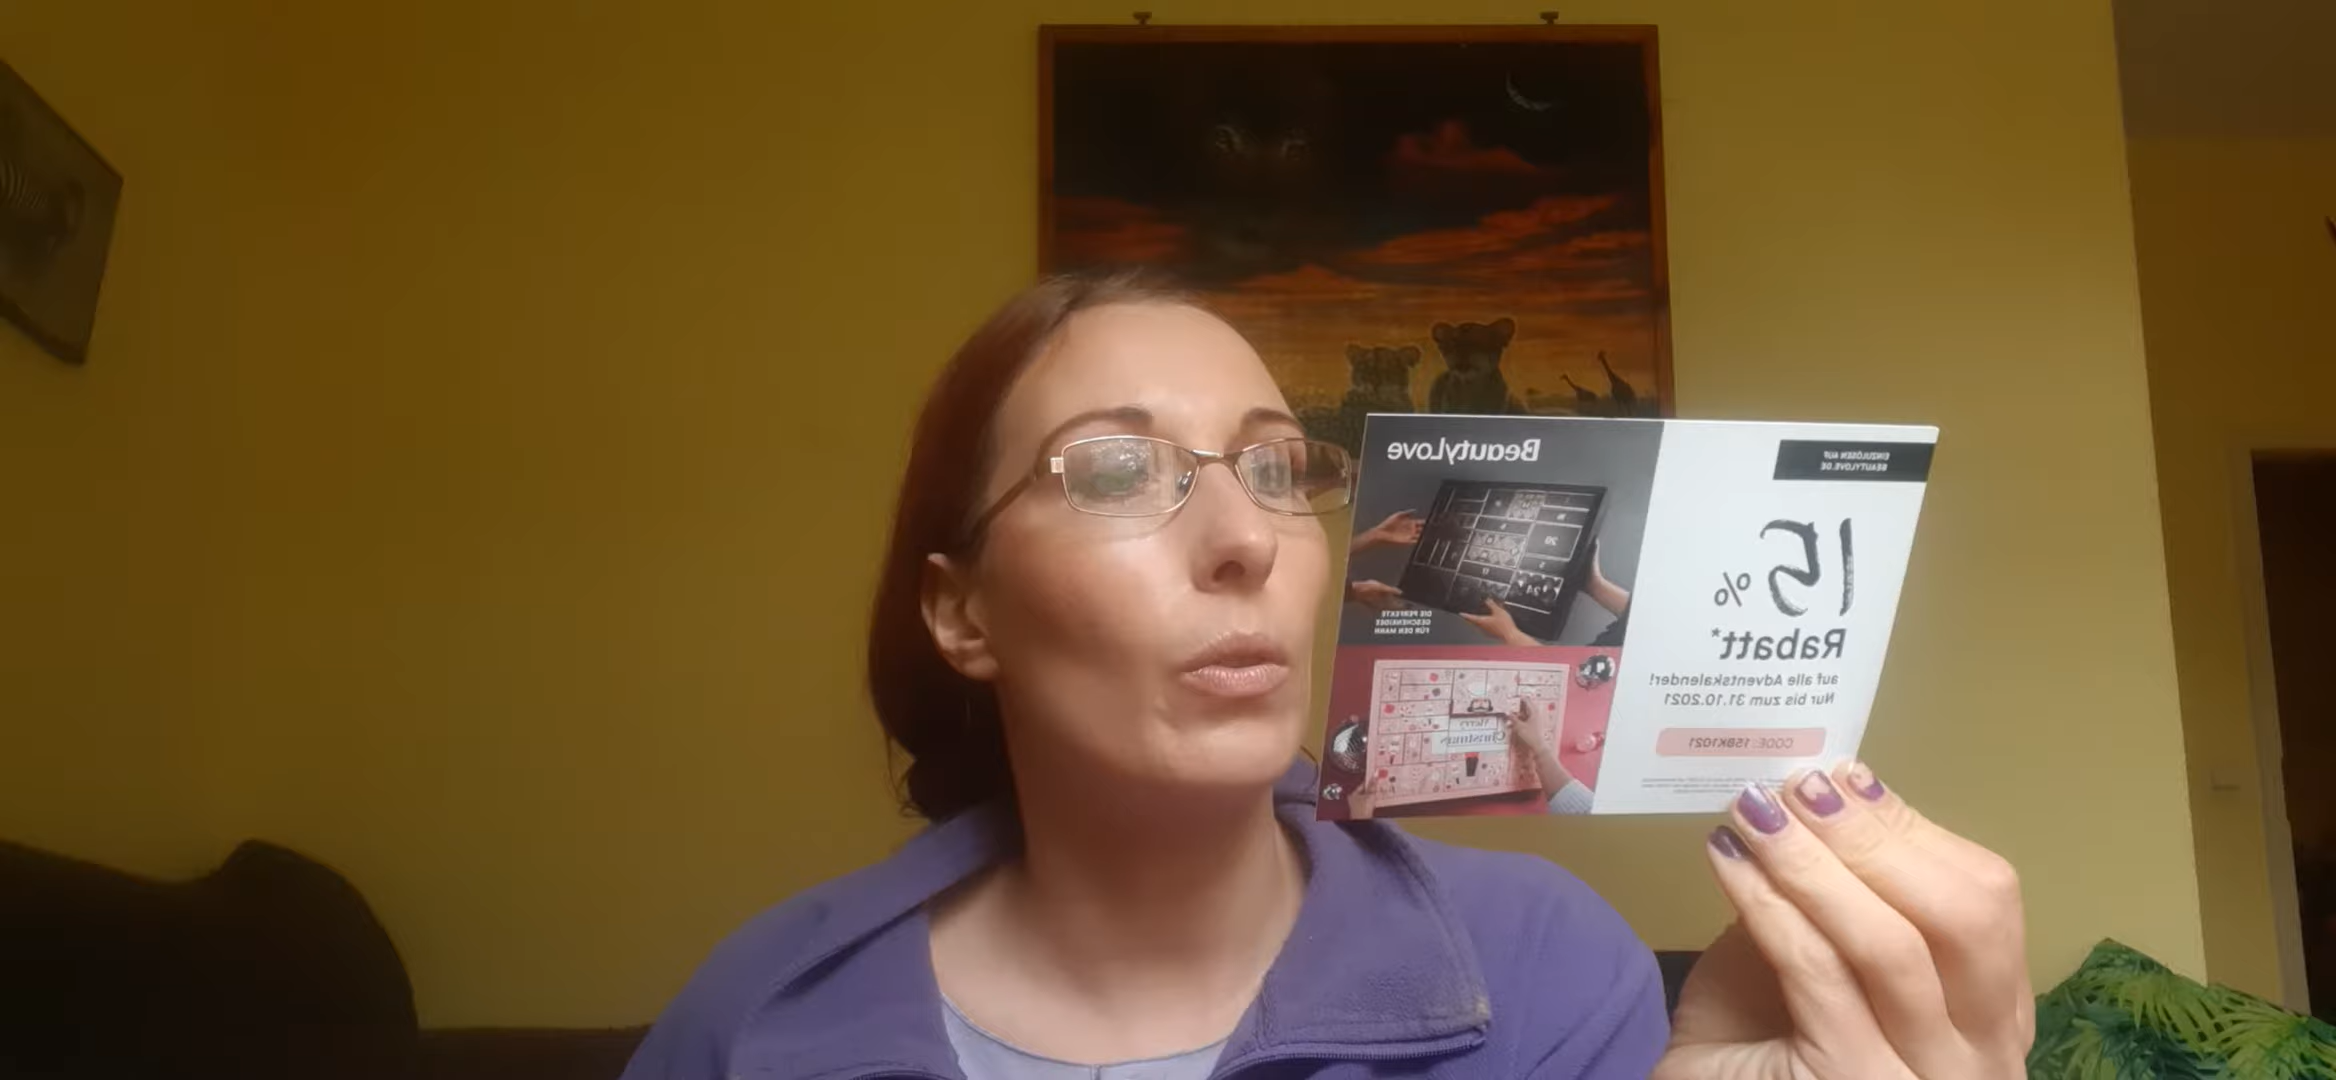 BeautyLove
DIE PERFEKTE
GESCHENKIDEE
FÜR DEN MANN
Merry
Christmas
EINZULÖSEN AUF
BEAUTYLOVE.DE
15%
Rabatt*
auf alle Adventskalender!
Nur bis zum 31.10.2021
CODE: 15BK1021